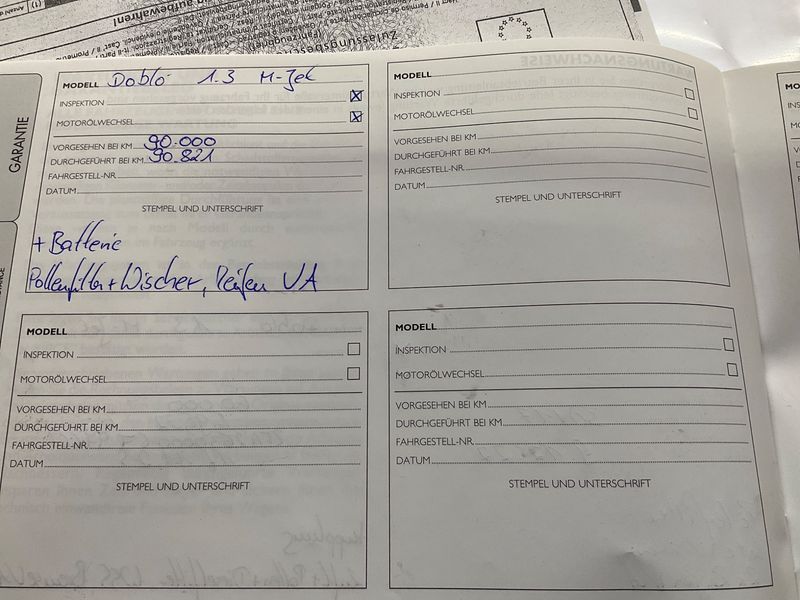 Zulassungsbesc
GARANTIE
MODELL Doblò 1.3 M-Jet
INSPEKTION
MOTORÖLWECHSEL
VORGESEHEN BEI KM 90.000
DURCHGEFÜHRT BEI KM 90.821
FAHRGESTELL-NR.
DATUM
STEMPEL UND UNTERSCHRIFT
+ Batterie
Pollenfilter + Wischer, Reifen VA
MODELL
INSPEKTION
MOTORÖLWECHSEL
VORGESEHEN BEI KM
DURCHGEFÜHRT BEI KM
FAHRGESTELL-NR.
DATUM
STEMPEL UND UNTERSCHRIFT
MODELL
INSPEKTION
MOTORÖLWECHSEL
VORGESEHEN BEI KM
DURCHGEFÜHRT BEI KM
FAHRGESTELL-NR.
DATUM
STEMPEL UND UNTERSCHRIFT
MODELL
INSPEKTION
MOTORÖLWECHSEL
VORGESEHEN BEI KM
DURCHGEFÜHRT BEI KM
FAHRGESTELL-NR.
DATUM
STEMPEL UND UNTERSCHRIFT